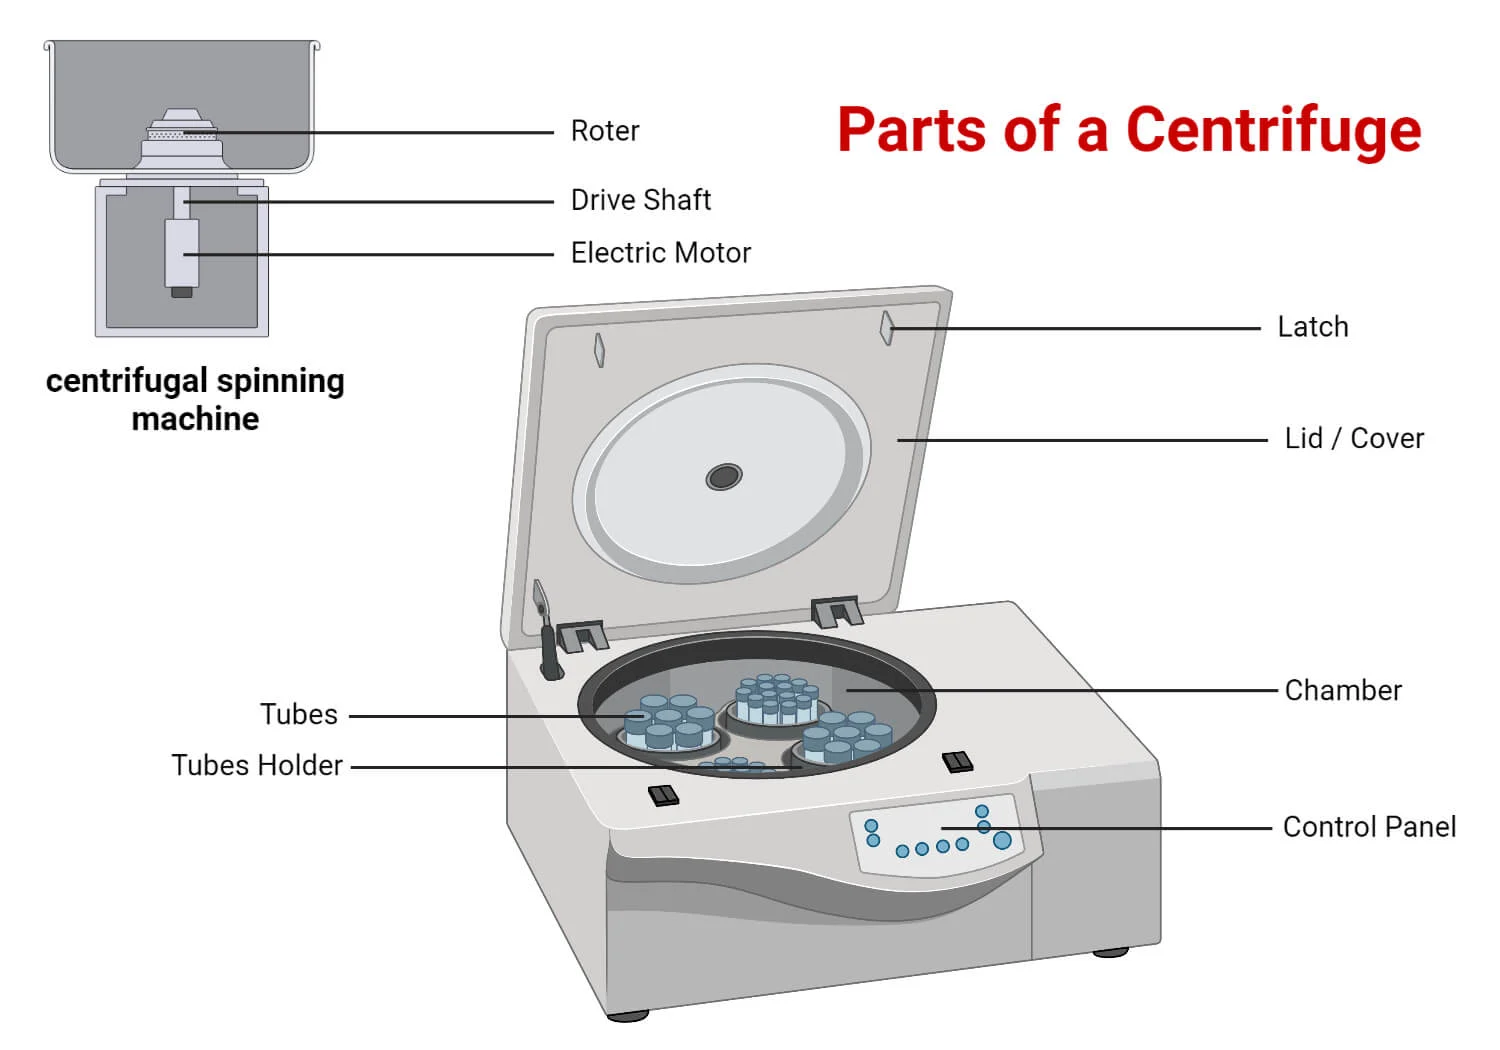 Parts of a Centrifuge
Roter
Drive Shaft
Electric Motor
centrifugal spinning
machine
Latch
Lid / Cover
Chamber
Tubes
Tubes Holder
Control Panel